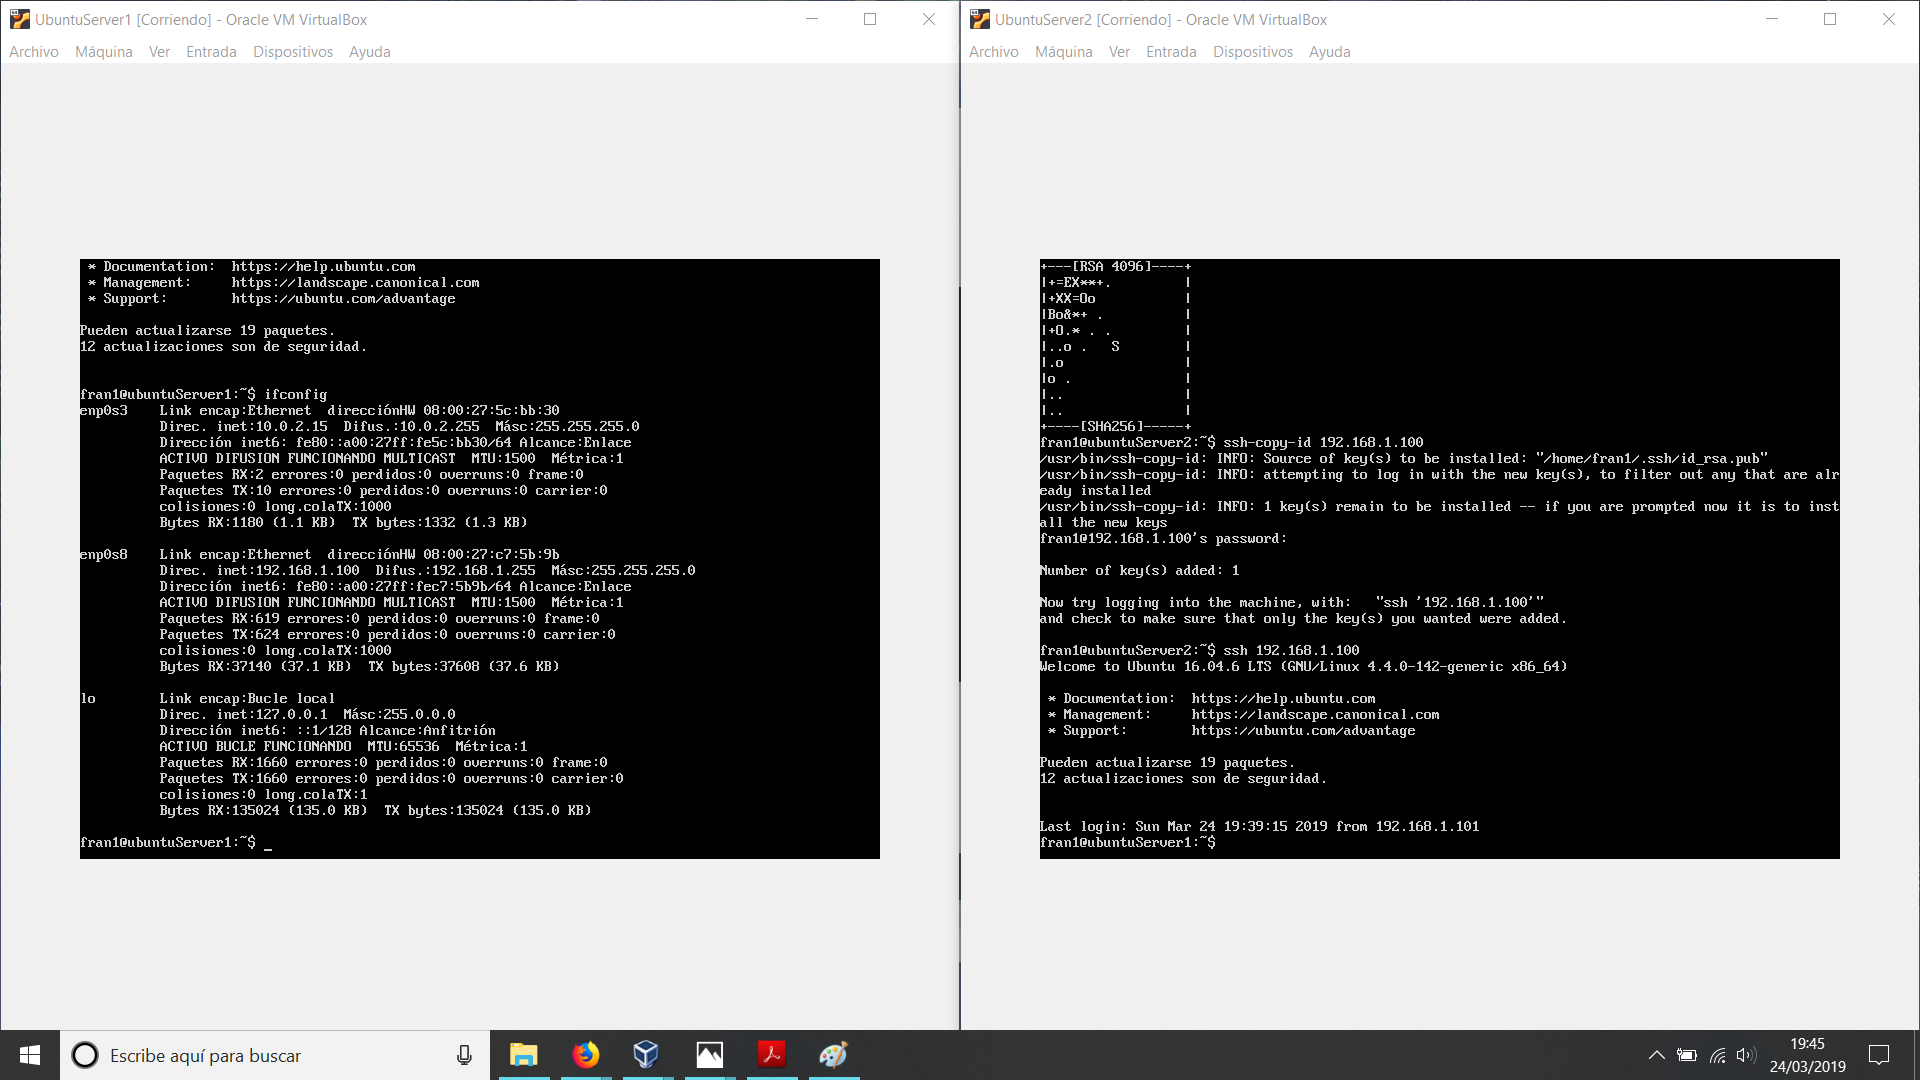 UbuntuServer1 [Corriendo] - Oracle VM VirtualBox
Archivo Máquina Ver Entrada Dispositivos Ayuda
 * Documentation:  https://help.ubuntu.com
 * Management:     https://landscape.canonical.com
 * Support:        https://ubuntu.com/advantage
Pueden actualizarse 19 paquetes.
12 actualizaciones son de seguridad.
fran1@ubuntuServer1:~$ ifconfig
enp0s3    Link encap:Ethernet  direcciónHW 08:00:27:5c:bb:30
          Direc. inet:10.0.2.15  Difus.:10.0.2.255  Másc:255.255.255.0
          Dirección inet6: fe80::a00:27ff:fe5c:bb30/64 Alcance:Enlace
          ACTIVO DIFUSION FUNCIONANDO MULTICAST  MTU:1500  Métrica:1
          Paquetes RX:2 errores:0 perdidos:0 overruns:0 frame:0
          Paquetes TX:10 errores:0 perdidos:0 overruns:0 carrier:0
          colisiones:0 long.colaTX:1000
          Bytes RX:1180 (1.1 KB)  TX bytes:1332 (1.3 KB)
enp0s8    Link encap:Ethernet  direcciónHW 08:00:27:c7:5b:9b
          Direc. inet:192.168.1.100  Difus.:192.168.1.255  Másc:255.255.255.0
          Dirección inet6: fe80::a00:27ff:fec7:5b9b/64 Alcance:Enlace
          ACTIVO DIFUSION FUNCIONANDO MULTICAST  MTU:1500  Métrica:1
          Paquetes RX:619 errores:0 perdidos:0 overruns:0 frame:0
          Paquetes TX:624 errores:0 perdidos:0 overruns:0 carrier:0
          colisiones:0 long.colaTX:1000
          Bytes RX:37140 (37.1 KB)  TX bytes:37608 (37.6 KB)
lo        Link encap:Bucle local
          Direc. inet:127.0.0.1  Másc:255.0.0.0
          Dirección inet6: ::1/128 Alcance:Anfitrión
          ACTIVO BUCLE FUNCIONANDO  MTU:65536  Métrica:1
          Paquetes RX:1660 errores:0 perdidos:0 overruns:0 frame:0
          Paquetes TX:1660 errores:0 perdidos:0 overruns:0 carrier:0
          colisiones:0 long.colaTX:1
          Bytes RX:135024 (135.0 KB)  TX bytes:135024 (135.0 KB)
fran1@ubuntuServer1:~$ _
UbuntuServer2 [Corriendo] - Oracle VM VirtualBox
Archivo Máquina Ver Entrada Dispositivos Ayuda
+---[RSA 4096]----+
|+=EX**+.         |
|+XX=Oo           |
|Bo&*+ .          |
|+O.* . .         |
|..o .   S        |
|.o               |
|o .              |
|..               |
|..               |
+----[SHA256]-----+
fran1@ubuntuServer2:~$ ssh-copy-id 192.168.1.100
/usr/bin/ssh-copy-id: INFO: Source of key(s) to be installed: "/home/fran1/.ssh/id_rsa.pub"
/usr/bin/ssh-copy-id: INFO: attempting to log in with the new key(s), to filter out any that are alr
eady installed
/usr/bin/ssh-copy-id: INFO: 1 key(s) remain to be installed -- if you are prompted now it is to inst
all the new keys
fran1@192.168.1.100's password:
Number of key(s) added: 1
Now try logging into the machine, with:   "ssh '192.168.1.100'"
and check to make sure that only the key(s) you wanted were added.
fran1@ubuntuServer2:~$ ssh 192.168.1.100
Welcome to Ubuntu 16.04.6 LTS (GNU/Linux 4.4.0-142-generic x86_64)
 * Documentation:  https://help.ubuntu.com
 * Management:     https://landscape.canonical.com
 * Support:        https://ubuntu.com/advantage
Pueden actualizarse 19 paquetes.
12 actualizaciones son de seguridad.
Last login: Sun Mar 24 19:39:15 2019 from 192.168.1.101
fran1@ubuntuServer1:~$
Escribe aquí para buscar
19:45
24/03/2019